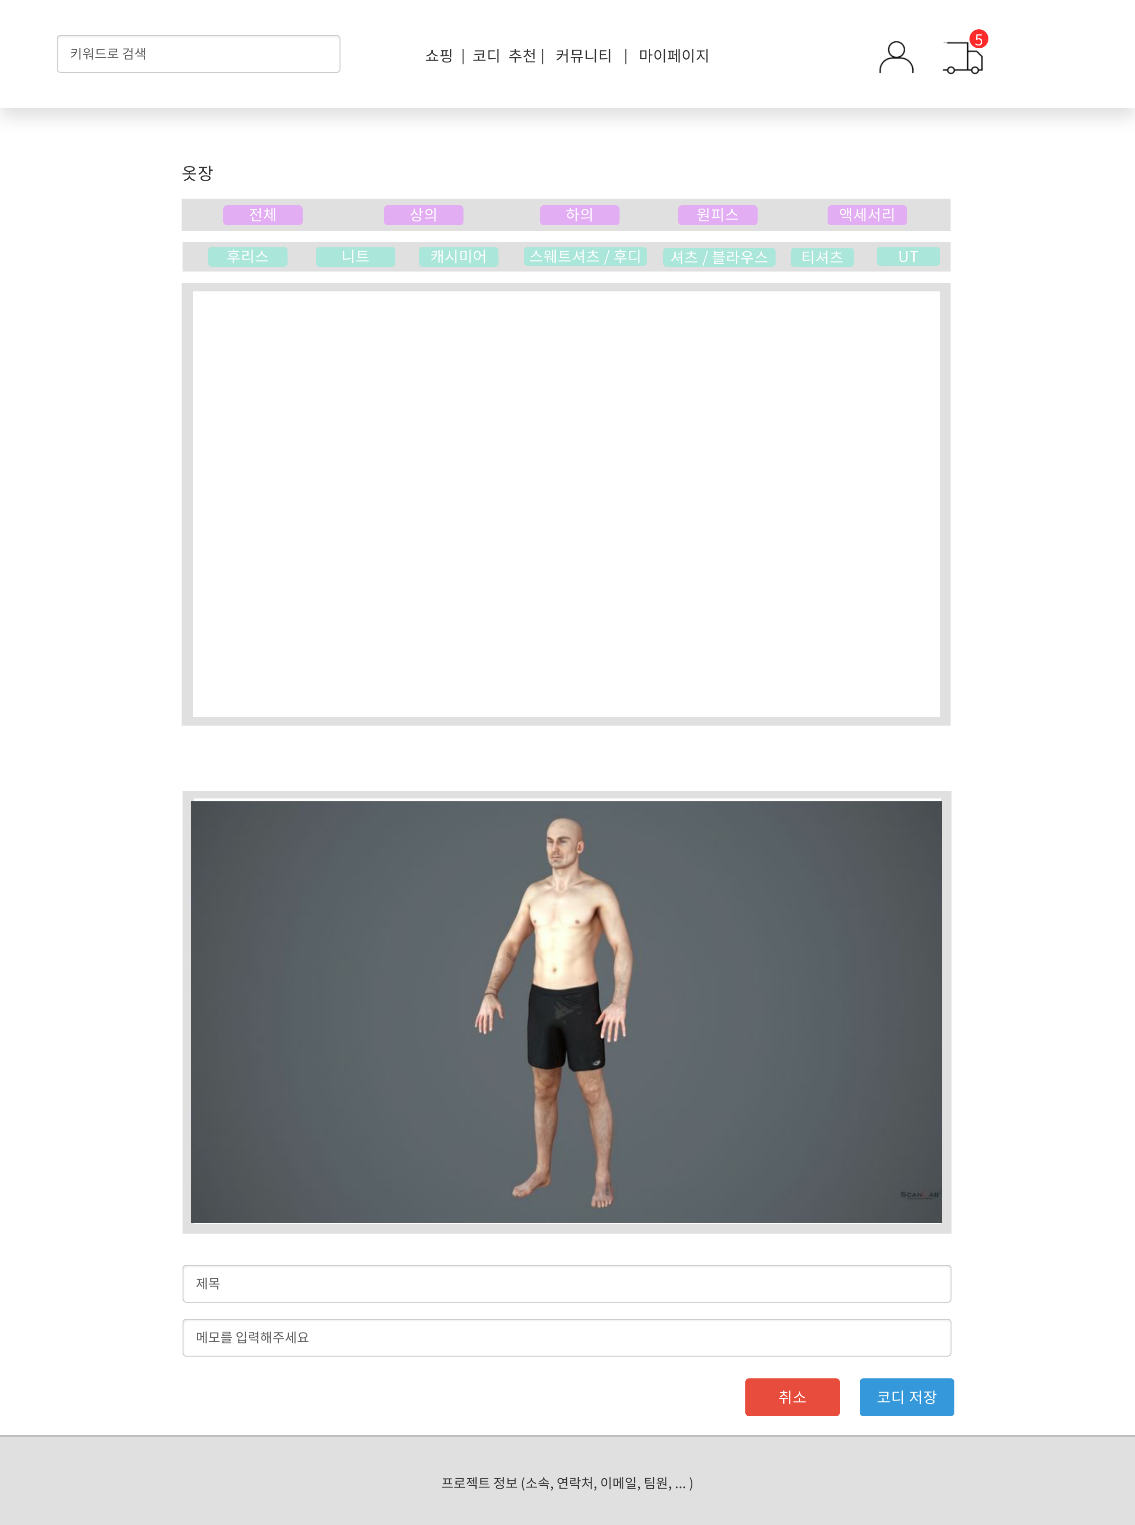 키워드로 검색
쇼핑 | 코디 추천 | 커뮤니티 | 마이페이지
5
옷장
전체 상의 하의 원피스 액세서리
후리스 니트 캐시미어 스웨트셔츠 / 후디 셔츠 / 블라우스 티셔츠 UT
제목
메모를 입력해주세요
취소 코디 저장
프로젝트 정보 (소속, 연락처, 이메일, 팀원, ... )